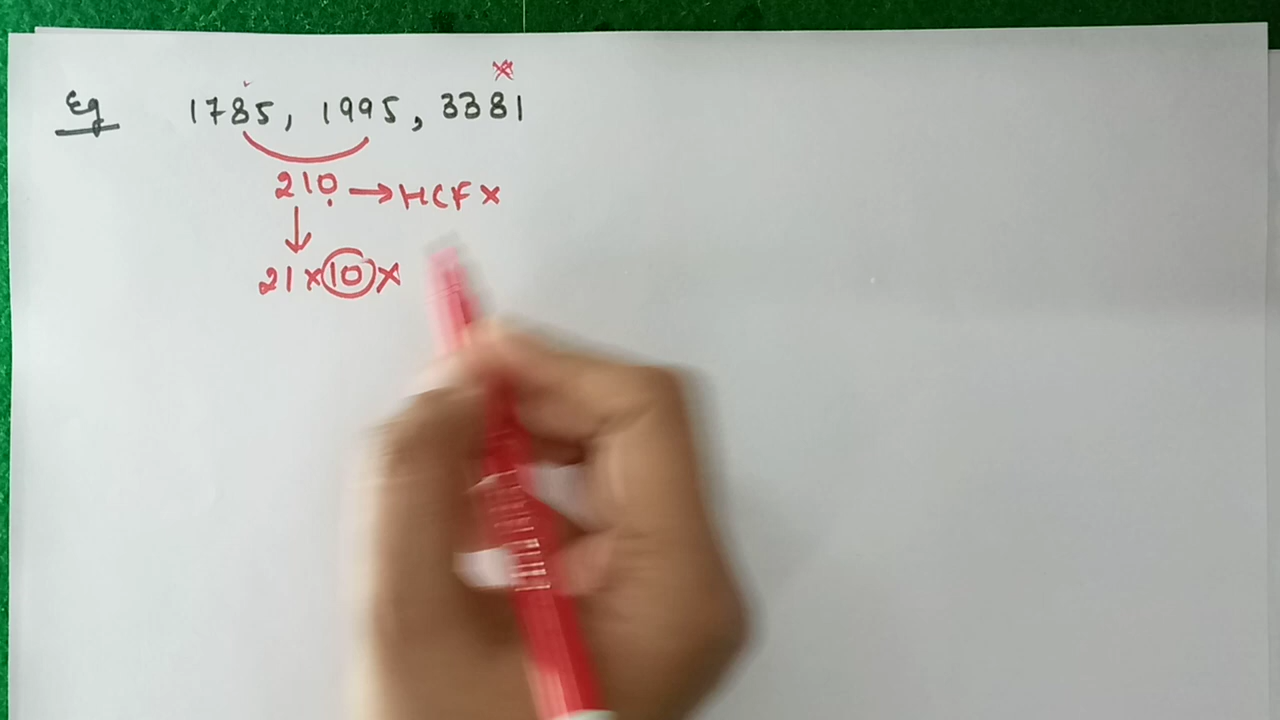 Eg 1785, 1995, 3381
210 → HCF x
↓
21 x 10 x